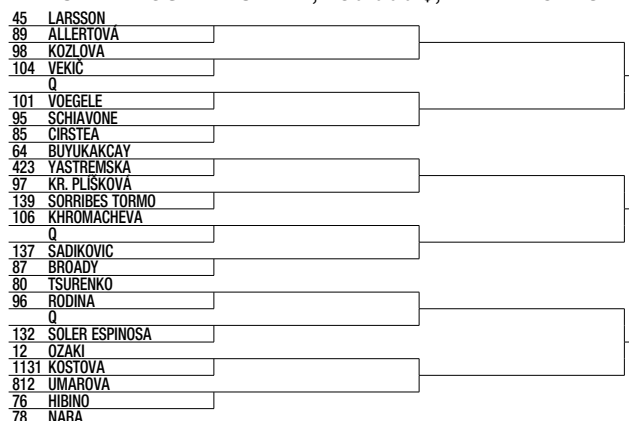 45 LARSSON
89 ALLERTOVÁ
98 KOZLOVA
104 VEKIČ
Q
101 VOEGELE
95 SCHIAVONE
85 CIRSTEA
64 BUYUKAKCAY
423 YASTREMSKA
97 KR. PLÍŠKOVÁ
139 SORRIBES TORMO
106 KHROMACHEVA
Q
137 SADIKOVIC
87 BROADY
80 TSURENKO
96 RODINA
Q
132 SOLER ESPINOSA
12 OZAKI
1131 KOSTOVA
812 UMAROVA
76 HIBINO
78 NARA